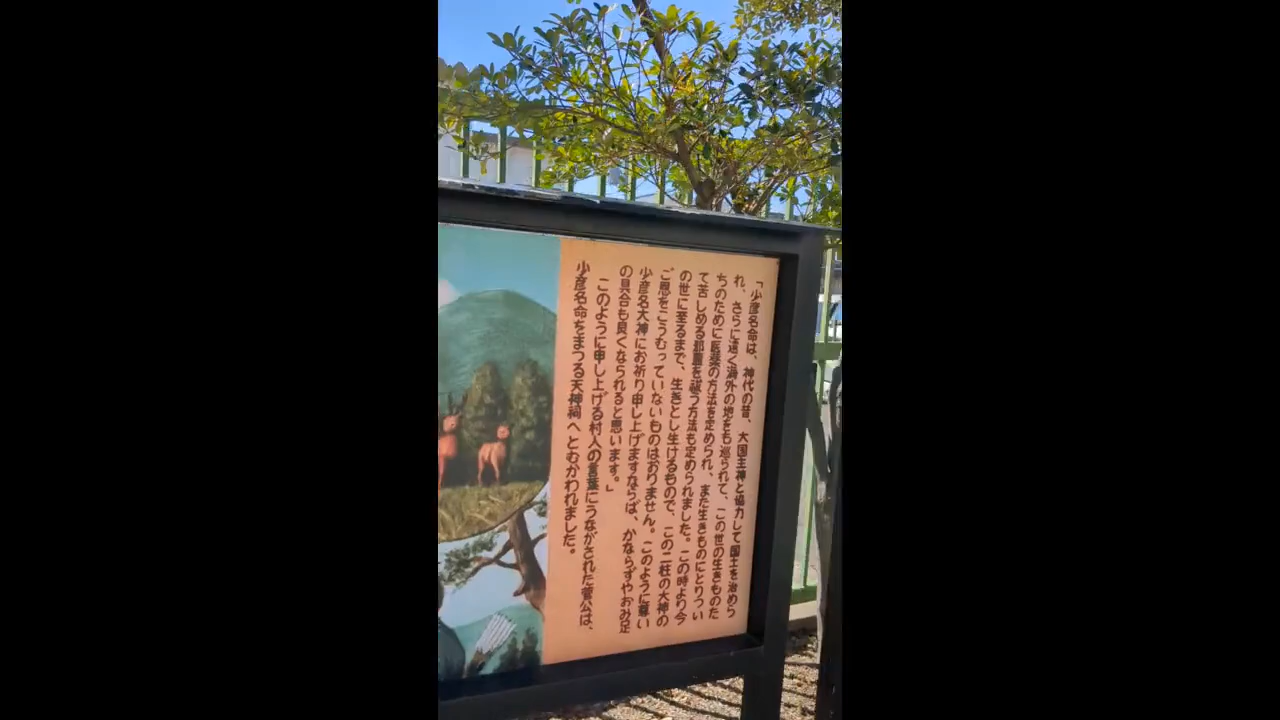 「少彦名命は、神代の昔、大国主神と協力して国土を治めら
れ、さらに遠く海外の地をも巡られて、この世の生きものた
ちのために医薬の方法を定められ、また生きものにとりつい
て苦しめる邪霊を祓う方法も定められました。この時より今
の世に至るまで、生きとし生けるもので、この二柱の大神の
ご恩をこうむっていないものはおりません。このように尊い
少彦名大神にお祈り申し上げますならば、かならずやおみ足
の具合も良くなられると思います。」
このように申し上げる村人の言葉にうながされた菅公は、
少彦名命をまつる天神祠へとむかわれました。